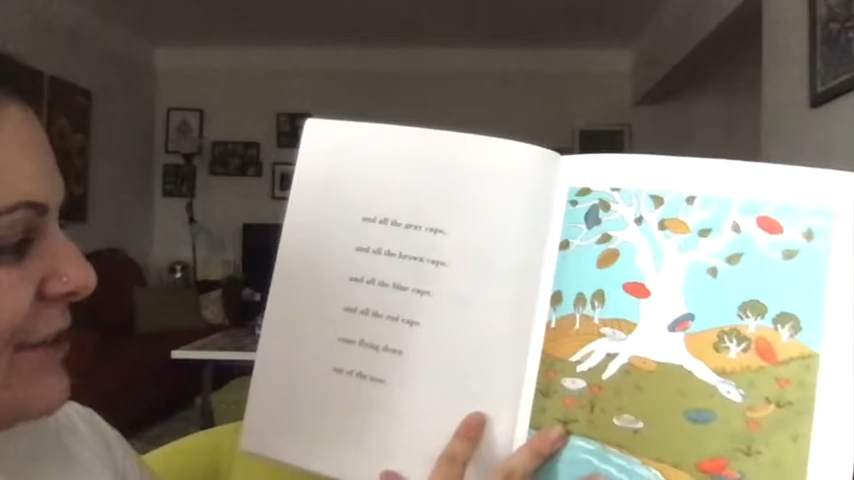 and all the gray caps,
and all the brown caps,
and all the blue caps,
and all the red caps,
came flying down
out of the tree.